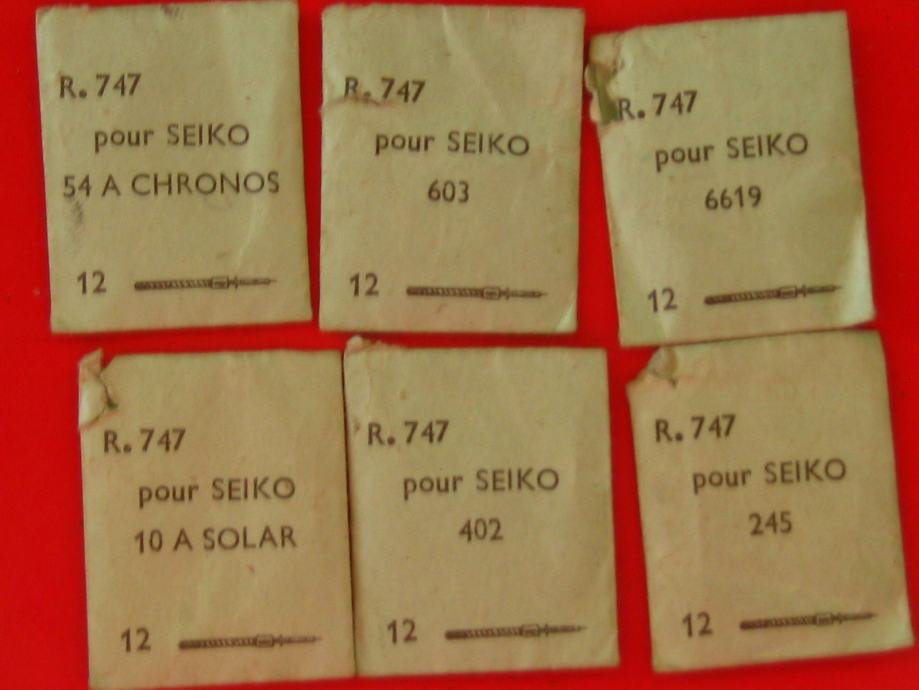 R. 747
pour SEIKO
54 A CHRONOS
12
R. 747
pour SEIKO
603
12
R. 747
pour SEIKO
6619
12
R. 747
pour SEIKO
10 A SOLAR
12
R. 747
pour SEIKO
402
12
R. 747
pour SEIKO
245
12